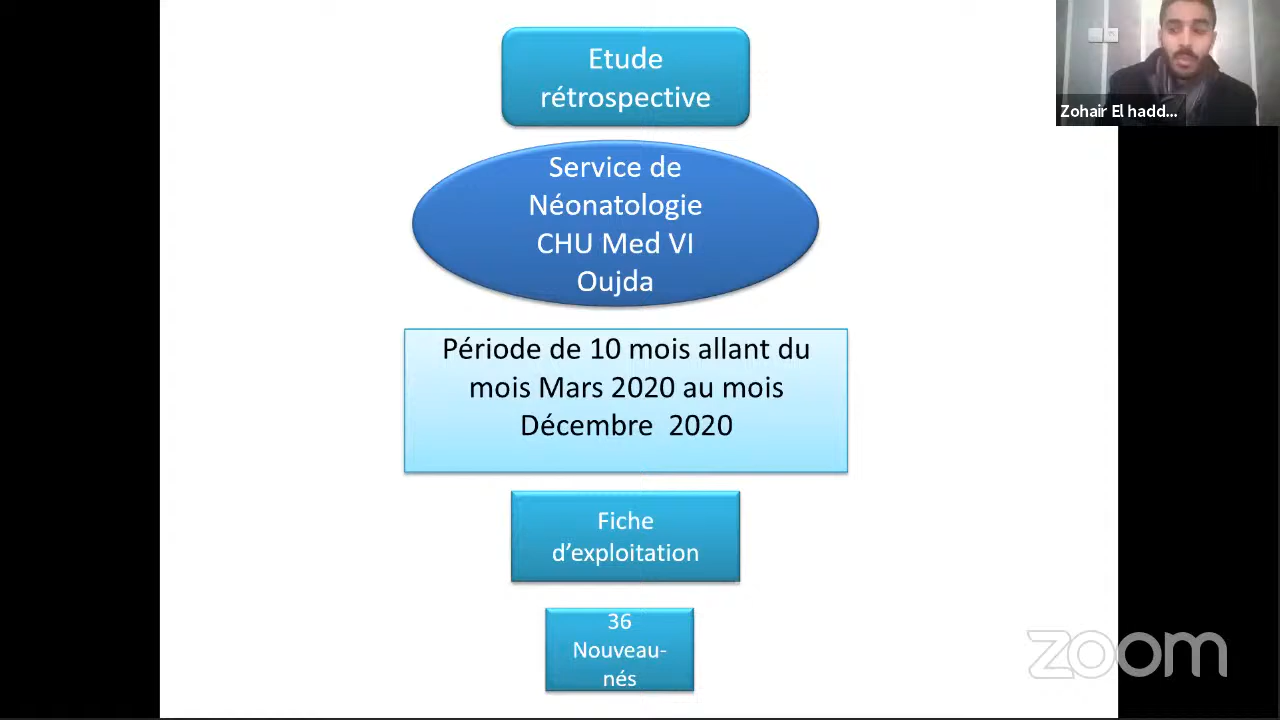 Etude
rétrospective
Service de
Néonatologie
CHU Med VI
Oujda
Période de 10 mois allant du
mois Mars 2020 au mois
Décembre 2020
Fiche
d’exploitation
36
Nouveau-
nés
Zohair El hadd...
zoom